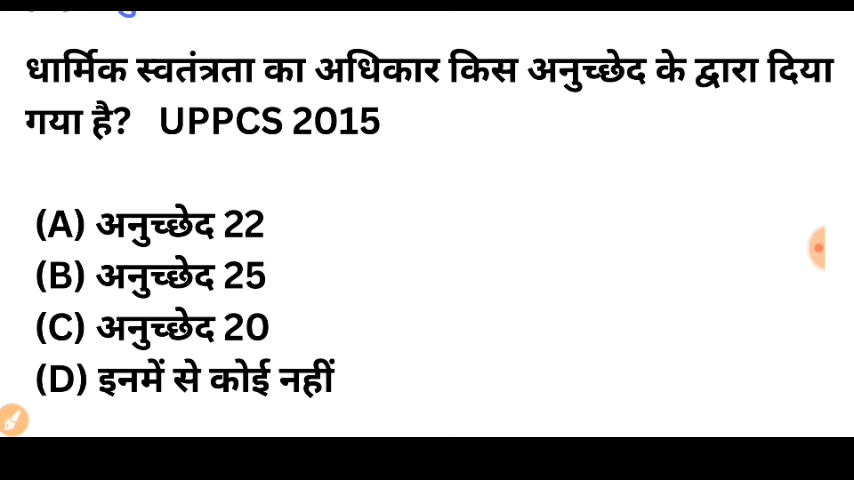 धार्मिक स्वतंत्रता का अधिकार किस अनुच्छेद के द्वारा दिया
गया है? UPPCS 2015
(A) अनुच्छेद 22
(B) अनुच्छेद 25
(C) अनुच्छेद 20
(D) इनमें से कोई नहीं